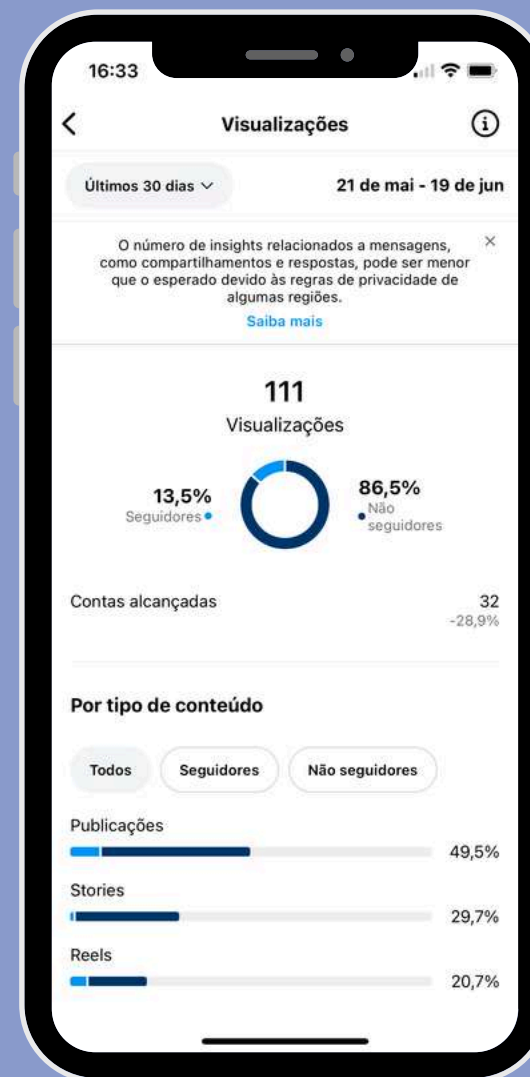 16:33
Visualizações
Últimos 30 dias
21 de mai - 19 de jun
O número de insights relacionados a mensagens,
como compartilhamentos e respostas, pode ser menor
que o esperado devido às regras de privacidade de
algumas regiões.
Saiba mais
111
Visualizações
13,5%
Seguidores
86,5%
Não
seguidores
Contas alcançadas
32
-28,9%
Por tipo de conteúdo
Todos
Seguidores
Não seguidores
Publicações
49,5%
Stories
29,7%
Reels
20,7%